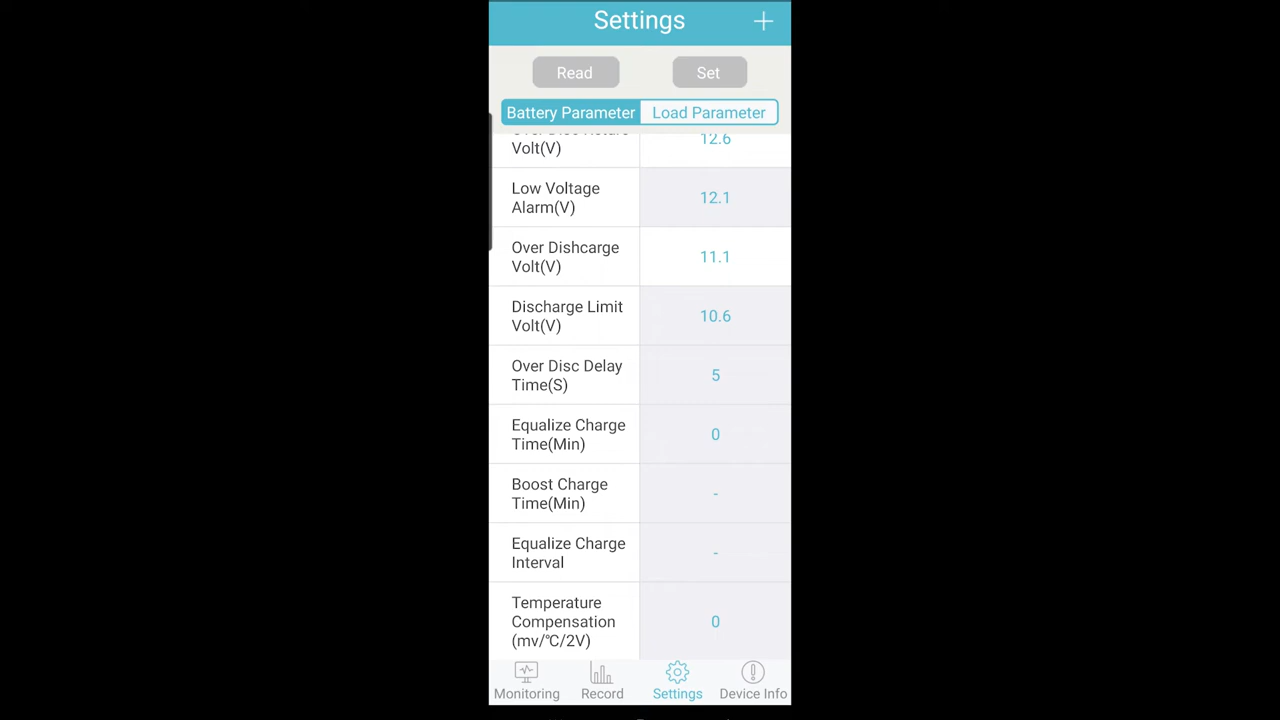 Settings
Read
Set
Battery Parameter
Load Parameter
Volt(V)
12.6
Low Voltage
Alarm(V)
12.1
Over Dishcarge
Volt(V)
11.1
Discharge Limit
Volt(V)
10.6
Over Disc Delay
Time(S)
5
Equalize Charge
Time(Min)
0
Boost Charge
Time(Min)
-
Equalize Charge
Interval
-
Temperature
Compensation
(mv/℃/2V)
0
Monitoring
Record
Settings
Device Info